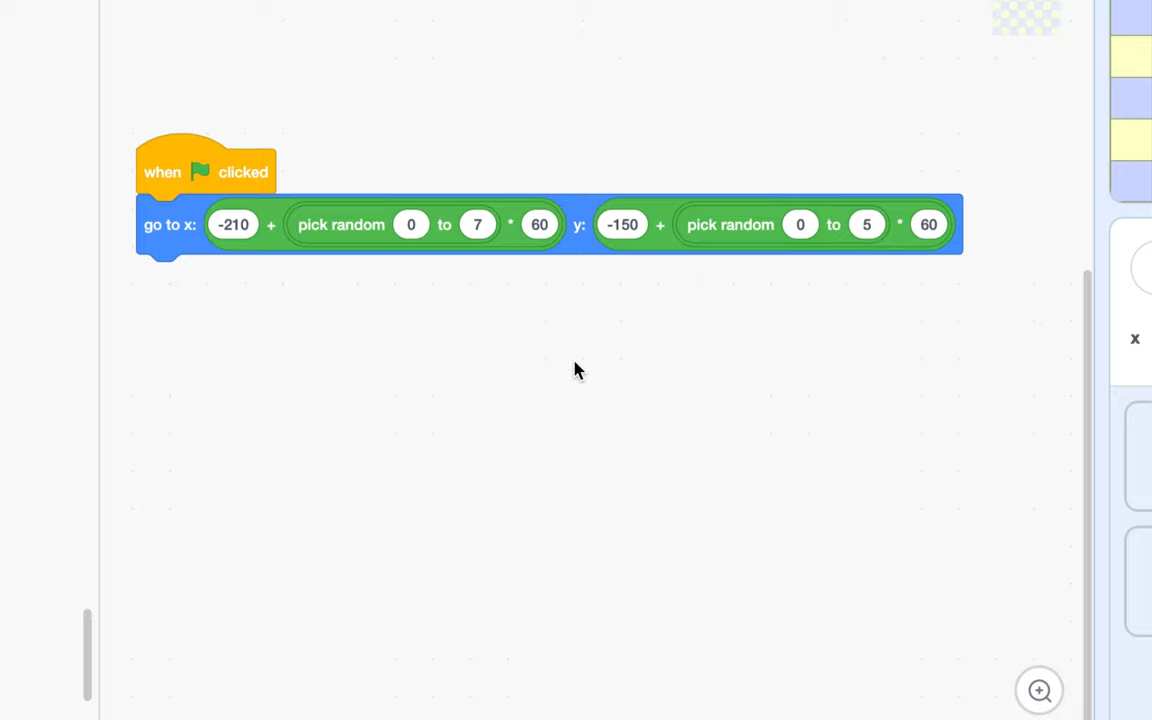 when clicked
go to x: -210 + pick random 0 to 7 * 60 y: -150 + pick random 0 to 5 * 60
x